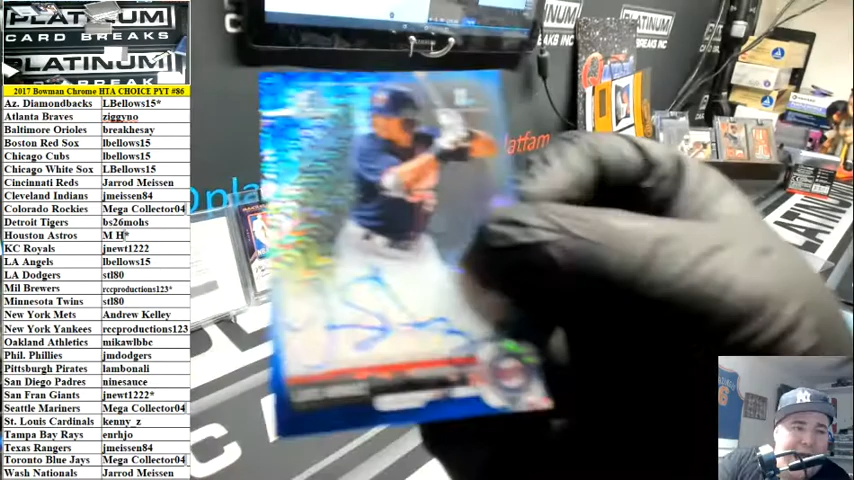 PLATINUM
CARD BREAKS
PLATINUM
2017 Bowman Chrome HTA CHOICE PYT #86
Az. Diamondbacks LBellows15*
Atlanta Braves ziggyno
Baltimore Orioles breakhesay
Boston Red Sox lbellows15
Chicago Cubs lbellows15
Chicago White Sox LBellows15
Cincinnati Reds Jarrod Meissen
Cleveland Indians jmeissen84
Colorado Rockies Mega Collector04
Detroit Tigers bs26mohs
Houston Astros M H*
KC Royals jnewt1222
LA Angels lbellows15
LA Dodgers stl80
Mil Brewers rccproductions123*
Minnesota Twins stl80
New York Mets Andrew Kelley
New York Yankees rccproductions123
Oakland Athletics mikawlbbc
Phil. Phillies jmdodgers
Pittsburgh Pirates lambonali
San Diego Padres ninesauce
San Fran Giants jnewt1222*
Seattle Mariners Mega Collector04
St. Louis Cardinals kenny_z
Tampa Bay Rays enrhjo
Texas Rangers jmeissen84
Toronto Blue Jays Mega Collector04
Wash Nationals Jarrod Meissen
PLATINUM
PLATINUM
CARD BREAKS INC